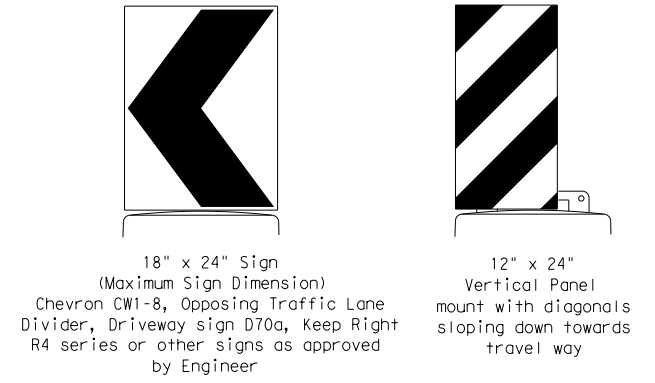 18" x 24" Sign
(Maximum Sign Dimension)
Chevron CW1-8, Opposing Traffic Lane
Divider, Driveway sign D70a, Keep Right
R4 series or other signs as approved
by Engineer
12" x 24"
Vertical Panel
mount with diagonals
sloping down towards
travel way